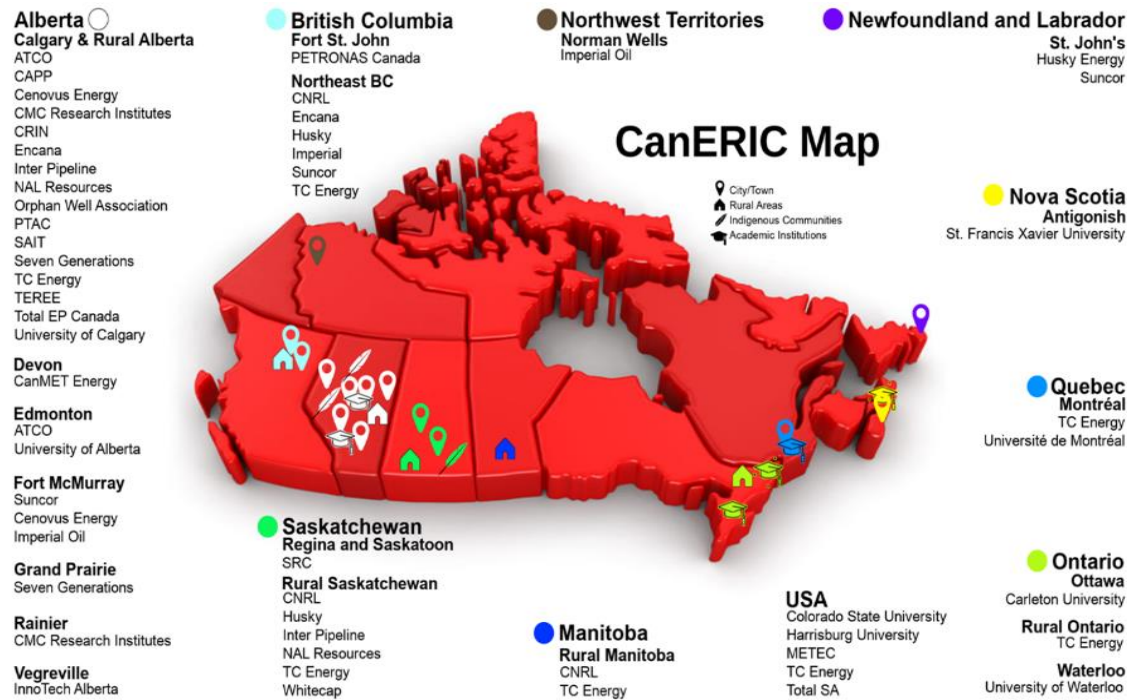 Alberta
Calgary & Rural Alberta
ATCO
CAPP
Cenovus Energy
CMC Research Institutes
CRIN
Encana
Inter Pipeline
NAL Resources
Orphan Well Association
PTAC
SAIT
Seven Generations
TC Energy
TEREE
Total EP Canada
University of Calgary
Devon
CanMET Energy
Edmonton
ATCO
University of Alberta
Fort McMurray
Suncor
Cenovus Energy
Imperial Oil
Grand Prairie
Seven Generations
Rainier
CMC Research Institutes
Vegreville
InnoTech Alberta
British Columbia
Fort St. John
PETRONAS Canada
Northeast BC
CNRL
Encana
Husky
Imperial
Suncor
TC Energy
Northwest Territories
Norman Wells
Imperial Oil
Newfoundland and Labrador
St. John's
Husky Energy
Suncor
CanERIC Map
City/Town
Rural Areas
Indigenous Communities
Academic Institutions
Nova Scotia
Antigonish
St. Francis Xavier University
Quebec
Montréal
TC Energy
Université de Montréal
Saskatchewan
Regina and Saskatoon
SRC
Rural Saskatchewan
CNRL
Husky
Inter Pipeline
NAL Resources
TC Energy
Whitecap
Manitoba
Rural Manitoba
CNRL
TC Energy
USA
Colorado State University
Harrisburg University
METEC
TC Energy
Total SA
Ontario
Ottawa
Carleton University
Rural Ontario
TC Energy
Waterloo
University of Waterloo